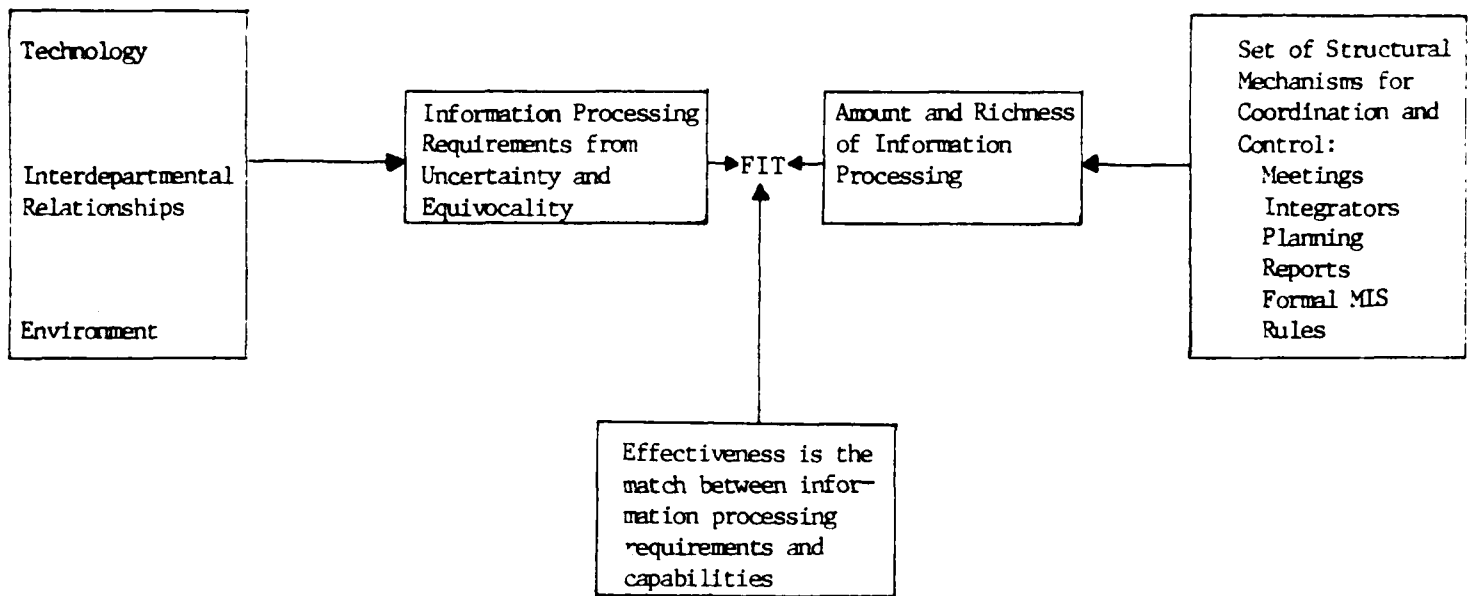 Technology
Interdepartmental
Relationships
Environment
Information Processing
Requirements from
Uncertainty and
Equivocality
FIT
Amount and Richness
of Information
Processing
Set of Structural
Mechanisms for
Coordination and
Control:
Meetings
Integrators
Planning
Reports
Formal MIS
Rules
Effectiveness is the
match between infor-
mation processing
requirements and
capabilities